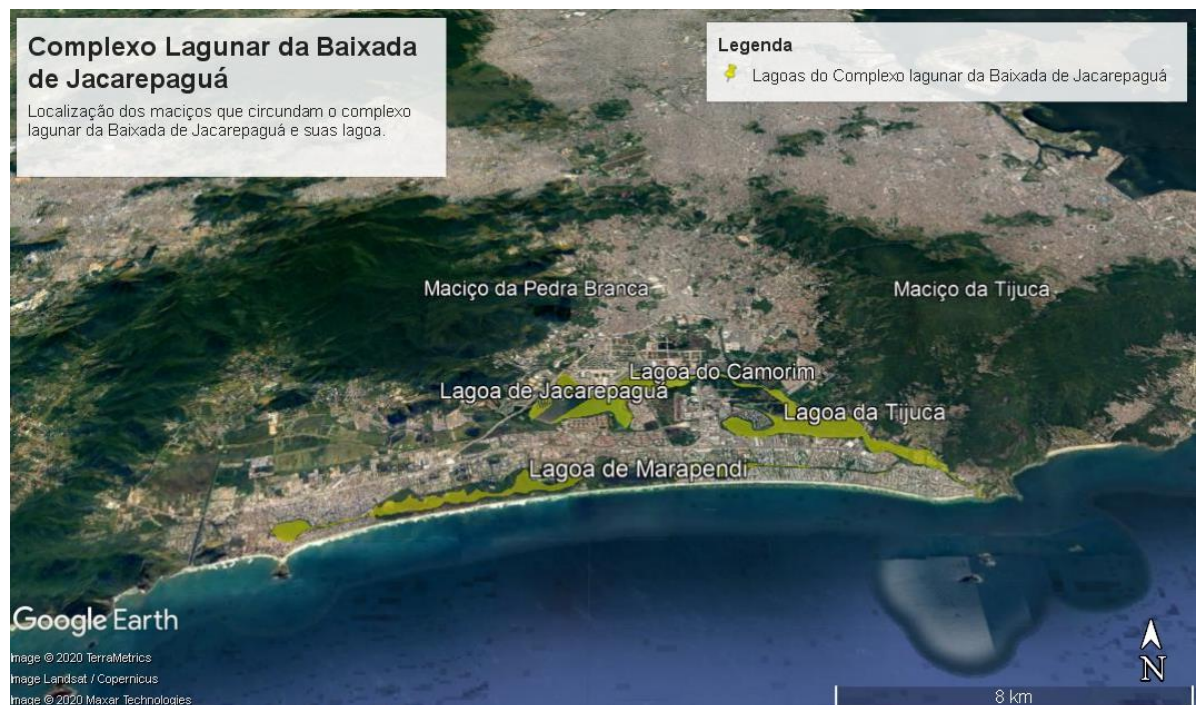 Complexo Lagunar da Baixada
de Jacarepaguá
Localização dos maciços que circundam o complexo
lagunar da Baixada de Jacarepaguá e suas lagoa.
Legenda
Lagoas do Complexo lagunar da Baixada de Jacarepaguá
Maciço da Pedra Branca
Maciço da Tijuca
Lagoa do Camorim
Lagoa de Jacarepaguá
Lagoa da Tijuca
Lagoa de Marapendi
Google Earth
Image © 2020 TerraMetrics
Image Landsat / Copernicus
Image © 2020 Maxar Technologies
N
8 km